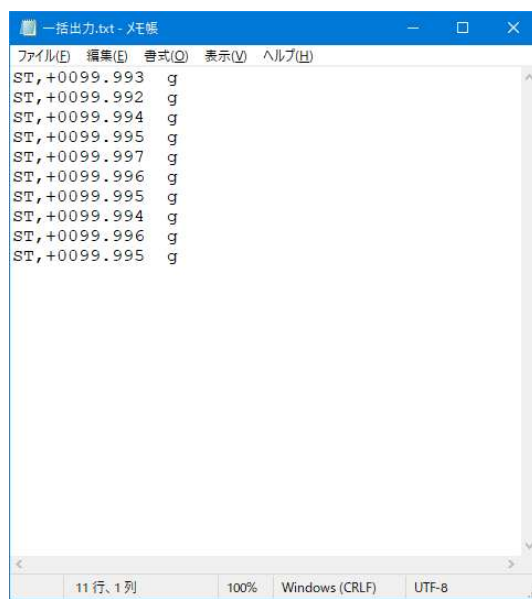 一括出力.txt - メモ帳
ファイル(F) 編集(E) 書式(O) 表示(V) ヘルプ(H)
ST,+0099.993  g
ST,+0099.992  g
ST,+0099.994  g
ST,+0099.995  g
ST,+0099.997  g
ST,+0099.996  g
ST,+0099.995  g
ST,+0099.994  g
ST,+0099.996  g
ST,+0099.995  g
11 行、1 列 100% Windows (CRLF) UTF-8